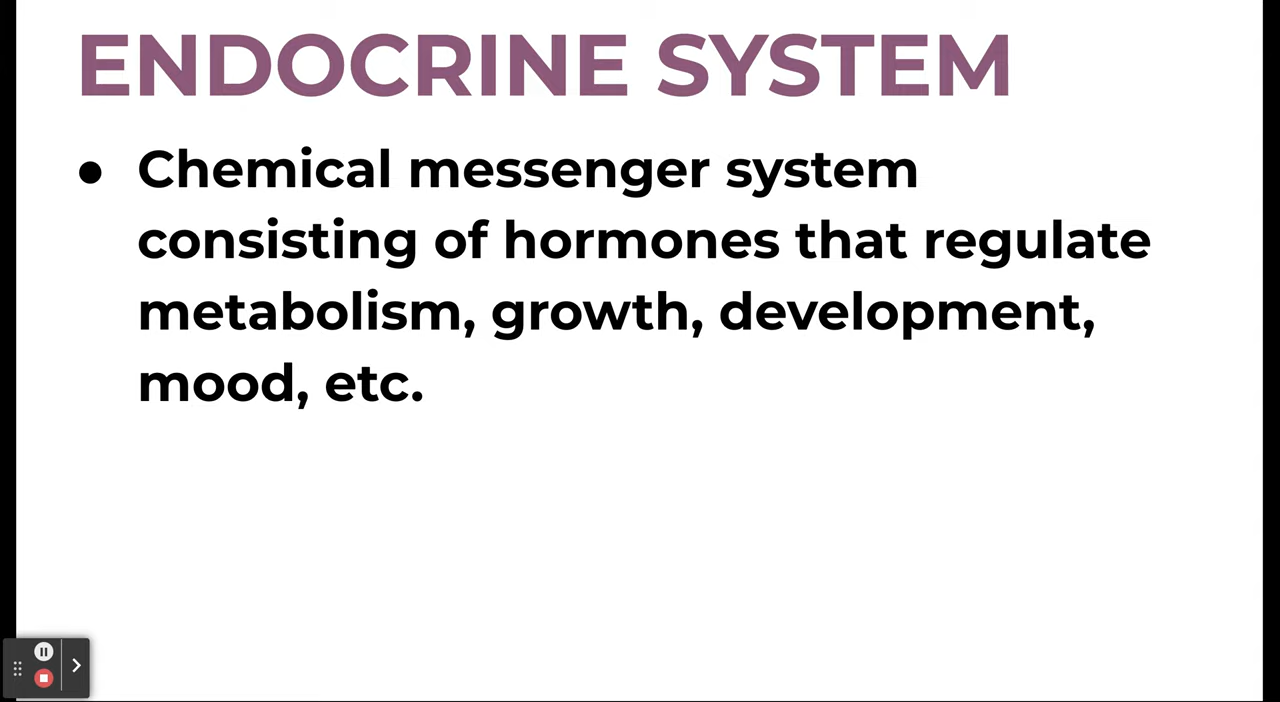 ENDOCRINE SYSTEM
● Chemical messenger system
consisting of hormones that regulate
metabolism, growth, development,
mood, etc.